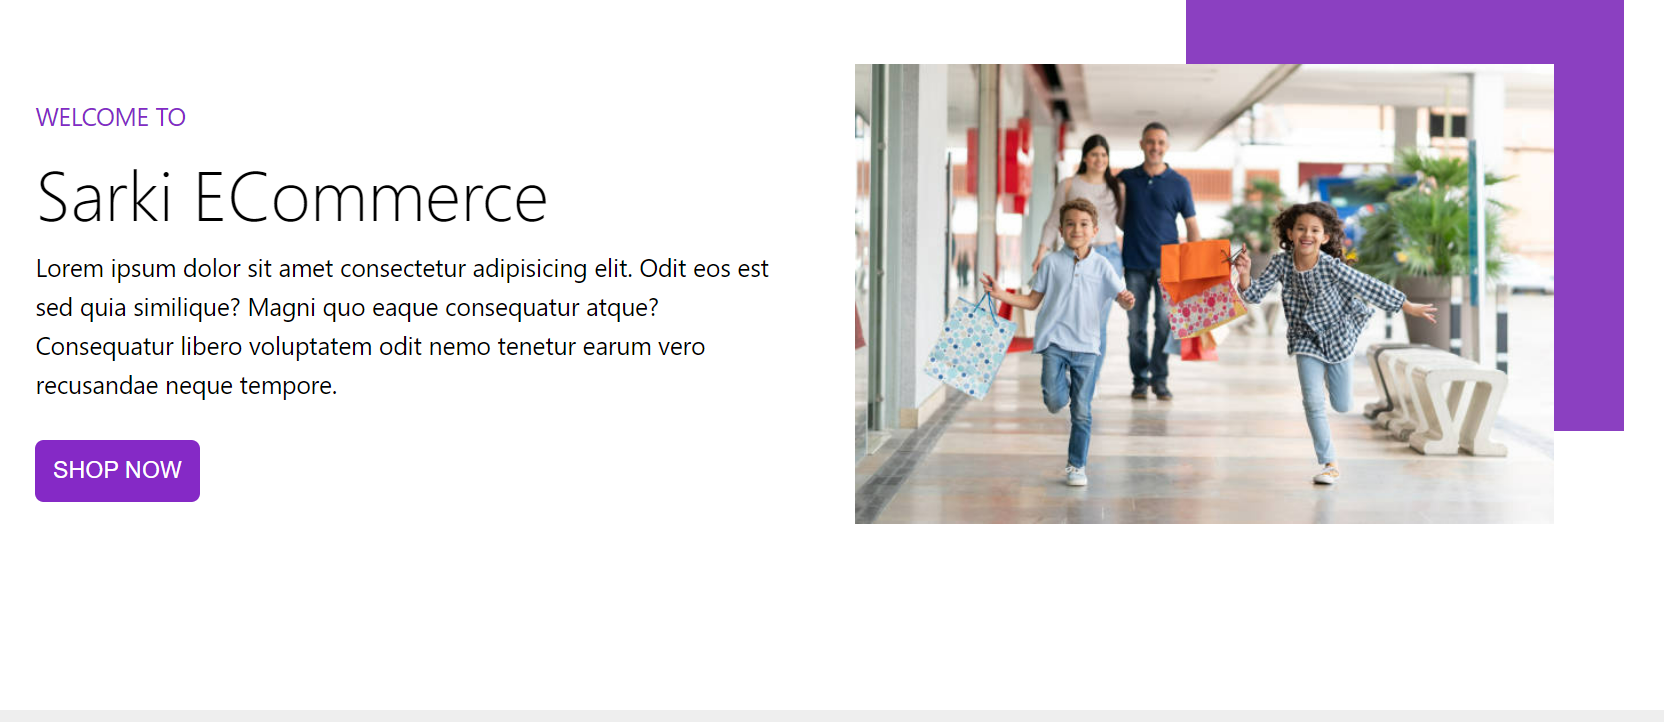 WELCOME TO
Sarki ECommerce
Lorem ipsum dolor sit amet consectetur adipisicing elit. Odit eos est
sed quia similique? Magni quo eaque consequatur atque?
Consequatur libero voluptatem odit nemo tenetur earum vero
recusandae neque tempore.
SHOP NOW